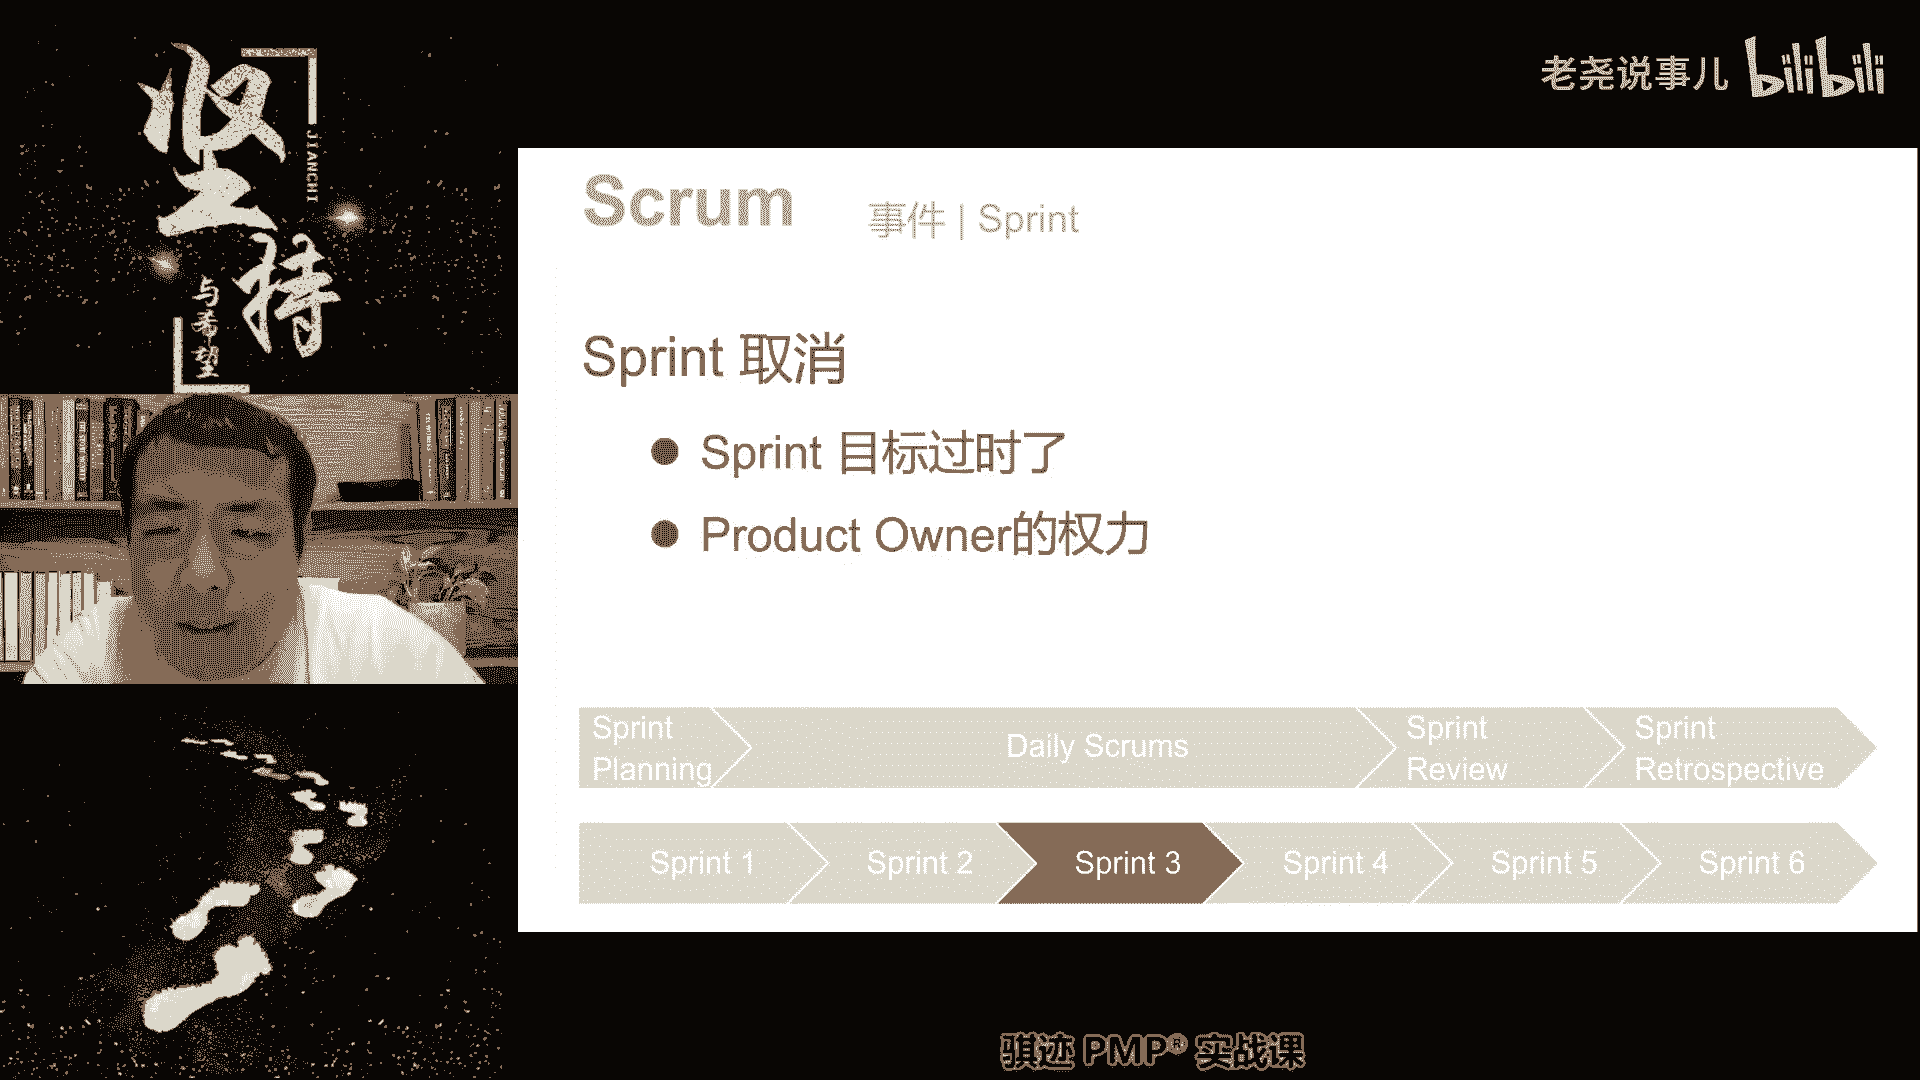 坚持
JIANCHI
与希望
老尧说事儿 bilibili
Scrum
事件 | Sprint
Sprint 取消
● Sprint 目标过时了
● Product Owner的权力
Sprint Planning
Daily Scrums
Sprint Review
Sprint Retrospective
Sprint 1
Sprint 2
Sprint 3
Sprint 4
Sprint 5
Sprint 6
骐迹 PMP® 实战课